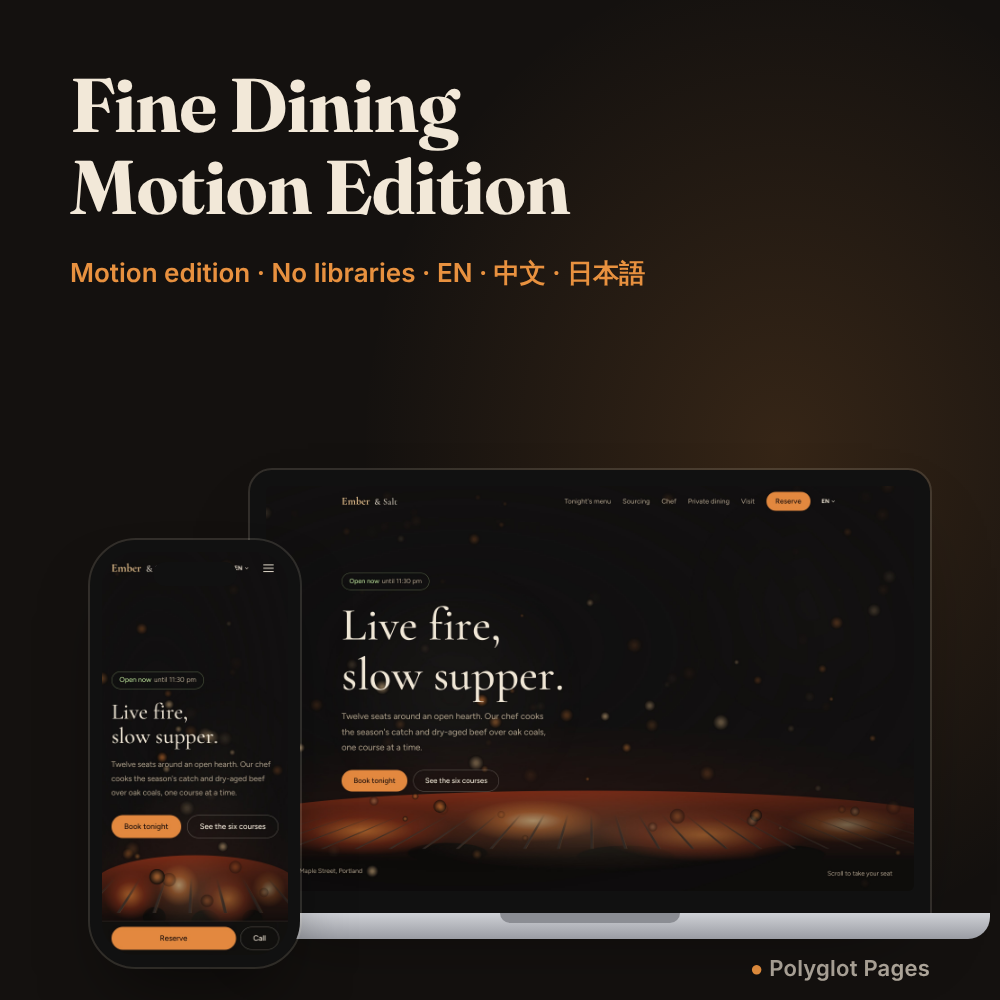 Fine Dining
Motion Edition
Motion edition · No libraries · EN · 中文 · 日本語
Ember & Salt
Tonight's menu Sourcing Chef Private dining Visit Reserve EN
Open now until 11:30 pm
Live fire,
slow supper.
Twelve seats around an open hearth. Our chef cooks
the season's catch and dry-aged beef over oak coals,
one course at a time.
Book tonight See the six courses
Maple Street, Portland
Scroll to take your seat
Ember &
EN
Open now until 11:30 pm
Live fire,
slow supper.
Twelve seats around an open hearth. Our chef
cooks the season's catch and dry-aged beef
over oak coals, one course at a time.
Book tonight See the six courses
Reserve Call
Polyglot Pages